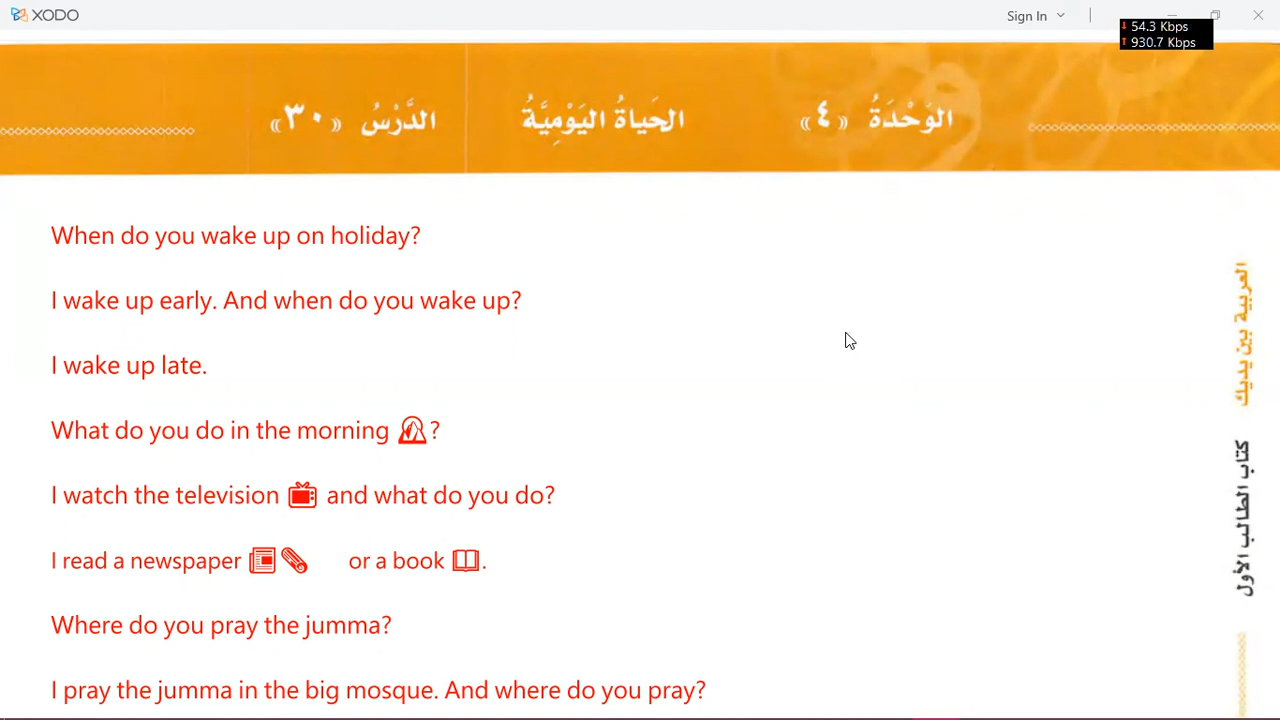 XODO
Sign In
54.3 Kbps
930.7 Kbps
الوَحْدَةُ «٤» الحَياةُ اليَوْمِيَّةُ الدَّرْسُ «٣٠»
When do you wake up on holiday?
I wake up early. And when do you wake up?
I wake up late.
What do you do in the morning ?
I watch the television and what do you do?
I read a newspaper or a book .
Where do you pray the jumma?
I pray the jumma in the big mosque. And where do you pray?
العربية بين يديك
كتاب الطالب الأول